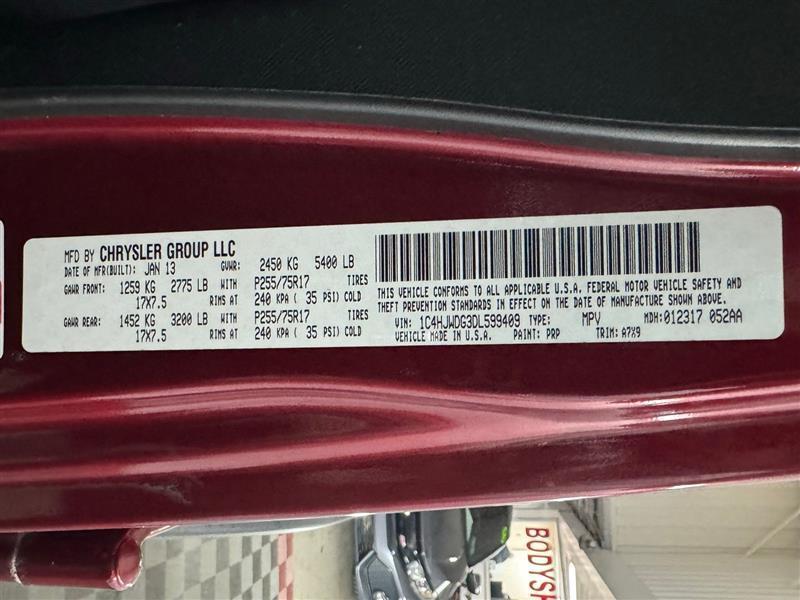 MFD BY CHRYSLER GROUP LLC
DATE OF MFR(BUILT): JAN 13 GVWR: 2450 KG 5400 LB
GAWR FRONT: 1259 KG 2775 LB WITH P255/75R17 TIRES
17X7.5 RIMS AT 240 KPA ( 35 PSI) COLD
GAWR REAR: 1452 KG 3200 LB WITH P255/75R17 TIRES
17X7.5 RIMS AT 240 KPA ( 35 PSI) COLD
THIS VEHICLE CONFORMS TO ALL APPLICABLE U.S.A. FEDERAL MOTOR VEHICLE SAFETY AND
THEFT PREVENTION STANDARDS IN EFFECT ON THE DATE OF MANUFACTURE SHOWN ABOVE.
VIN: 1C4HJWDG3DL599409 TYPE: MPV MDH:012317 052AA
VEHICLE MADE IN U.S.A. PAINT: PRP TRIM: A7X9
BODYSH